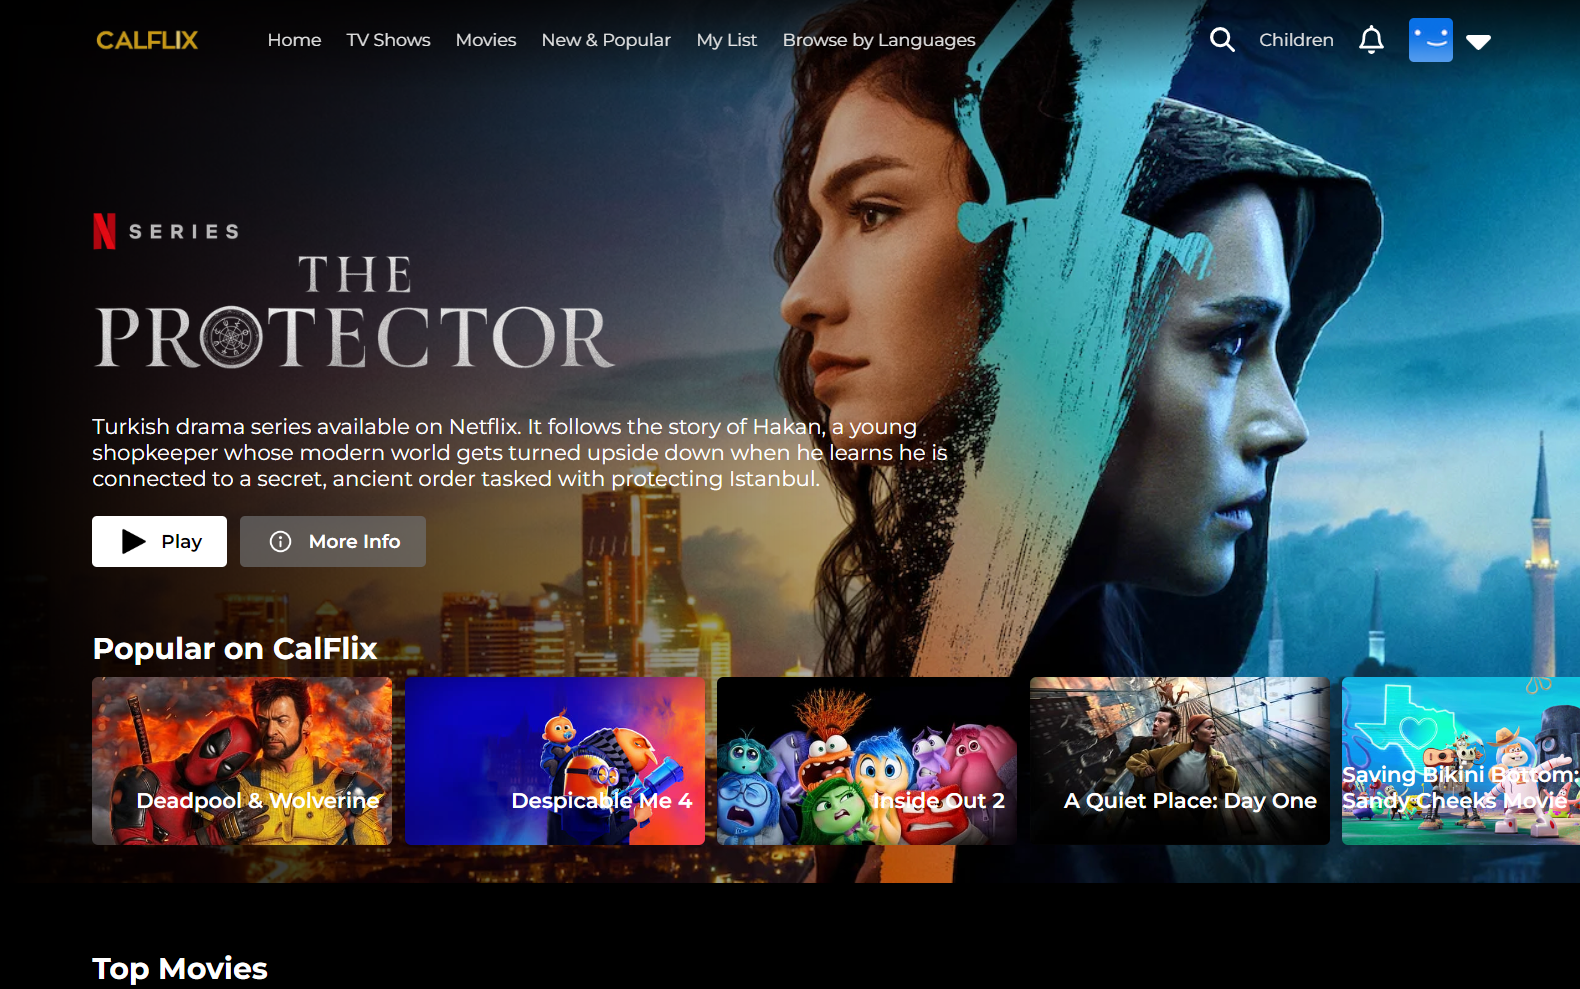 CALFLIX Home TV Shows Movies New & Popular My List Browse by Languages Children
N SERIES
THE
PROTECTOR
Turkish drama series available on Netflix. It follows the story of Hakan, a young
shopkeeper whose modern world gets turned upside down when he learns he is
connected to a secret, ancient order tasked with protecting Istanbul.
Play More Info
Popular on CalFlix
Deadpool & Wolverine
Despicable Me 4
Inside Out 2
A Quiet Place: Day One
Saving Bikini Bottom:
Sandy Cheeks Movie
Top Movies